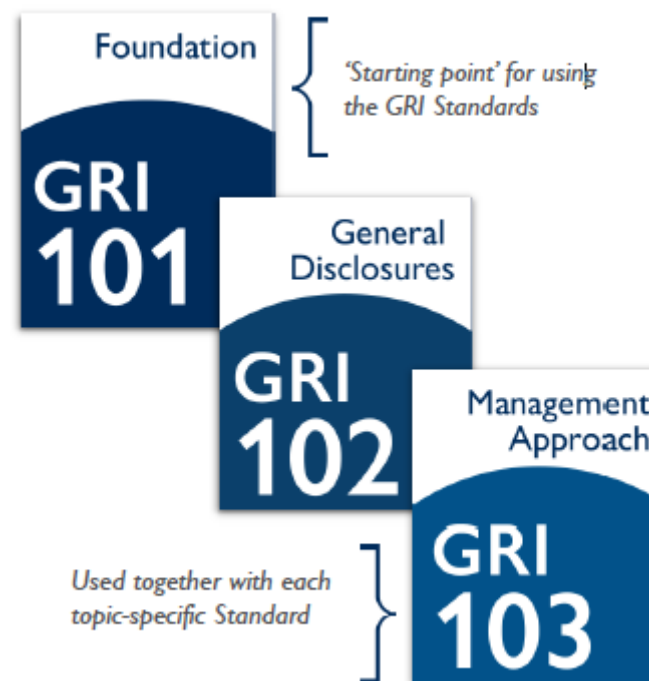 Foundation
GRI
101
‘Starting point’ for using
the GRI Standards
General
Disclosures
GRI
102
Management
Approach
GRI
103
Used together with each
topic-specific Standard